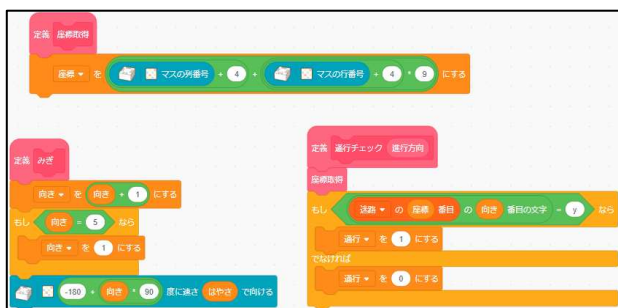 定義 座標取得
座標 を マスの列番号 + 4 + マスの行番号 + 4 * 9 にする
定義 みぎ
向き を 向き + 1 にする
もし 向き = 5 なら
向き を 1 にする
-180 + 向き * 90 度に速さ はやさ で向ける
定義 進行チェック 進行方向
座標取得
もし 迷路 の 座標 番目 の 向き 番目の文字 = y なら
進行 を 1 にする
でなければ
進行 を 0 にする